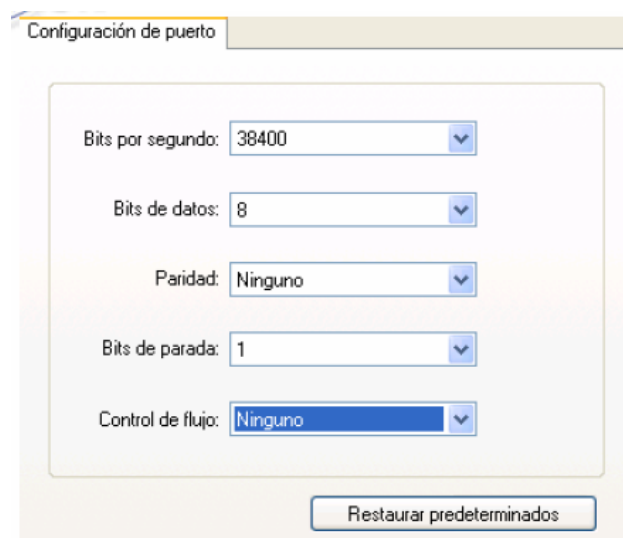 Configuración de puerto
Bits por segundo: 38400
Bits de datos: 8
Paridad: Ninguno
Bits de parada: 1
Control de flujo: Ninguno
Restaurar predeterminados